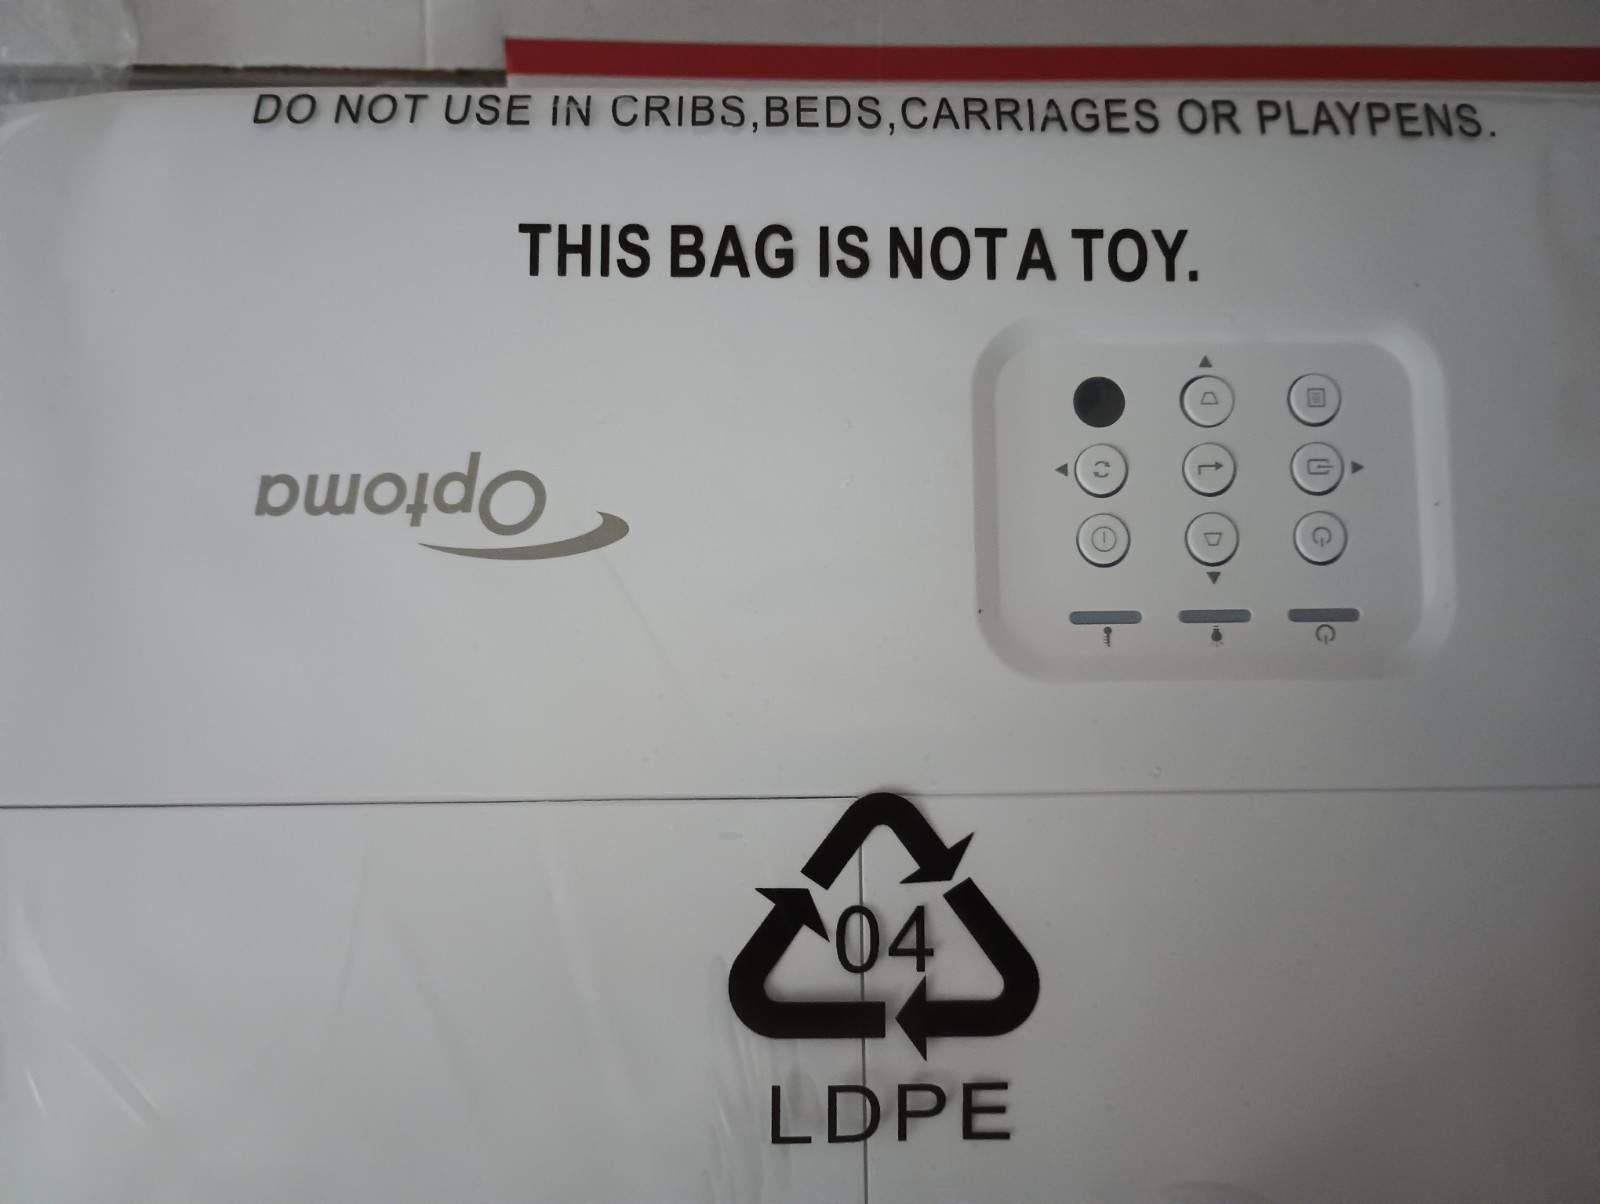 DO NOT USE IN CRIBS,BEDS,CARRIAGES OR PLAYPENS.
THIS BAG IS NOT A TOY.
Optoma
04
LDPE